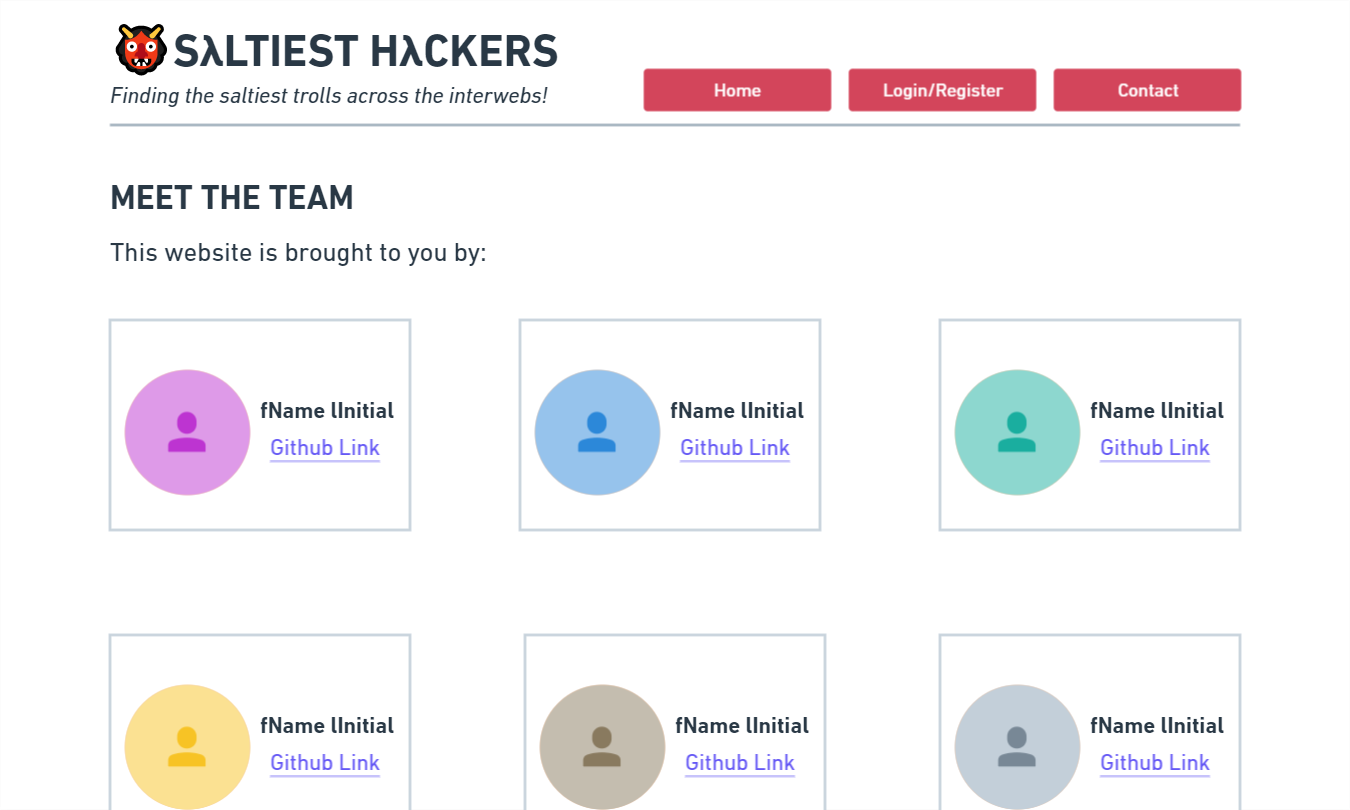 SλLTIEST HλCKERS
Finding the saltiest trolls across the interwebs!
Home Login/Register Contact
MEET THE TEAM
This website is brought to you by:
fName lInitial fName lInitial fName lInitial
Github Link Github Link Github Link
fName lInitial fName lInitial fName lInitial
Github Link Github Link Github Link